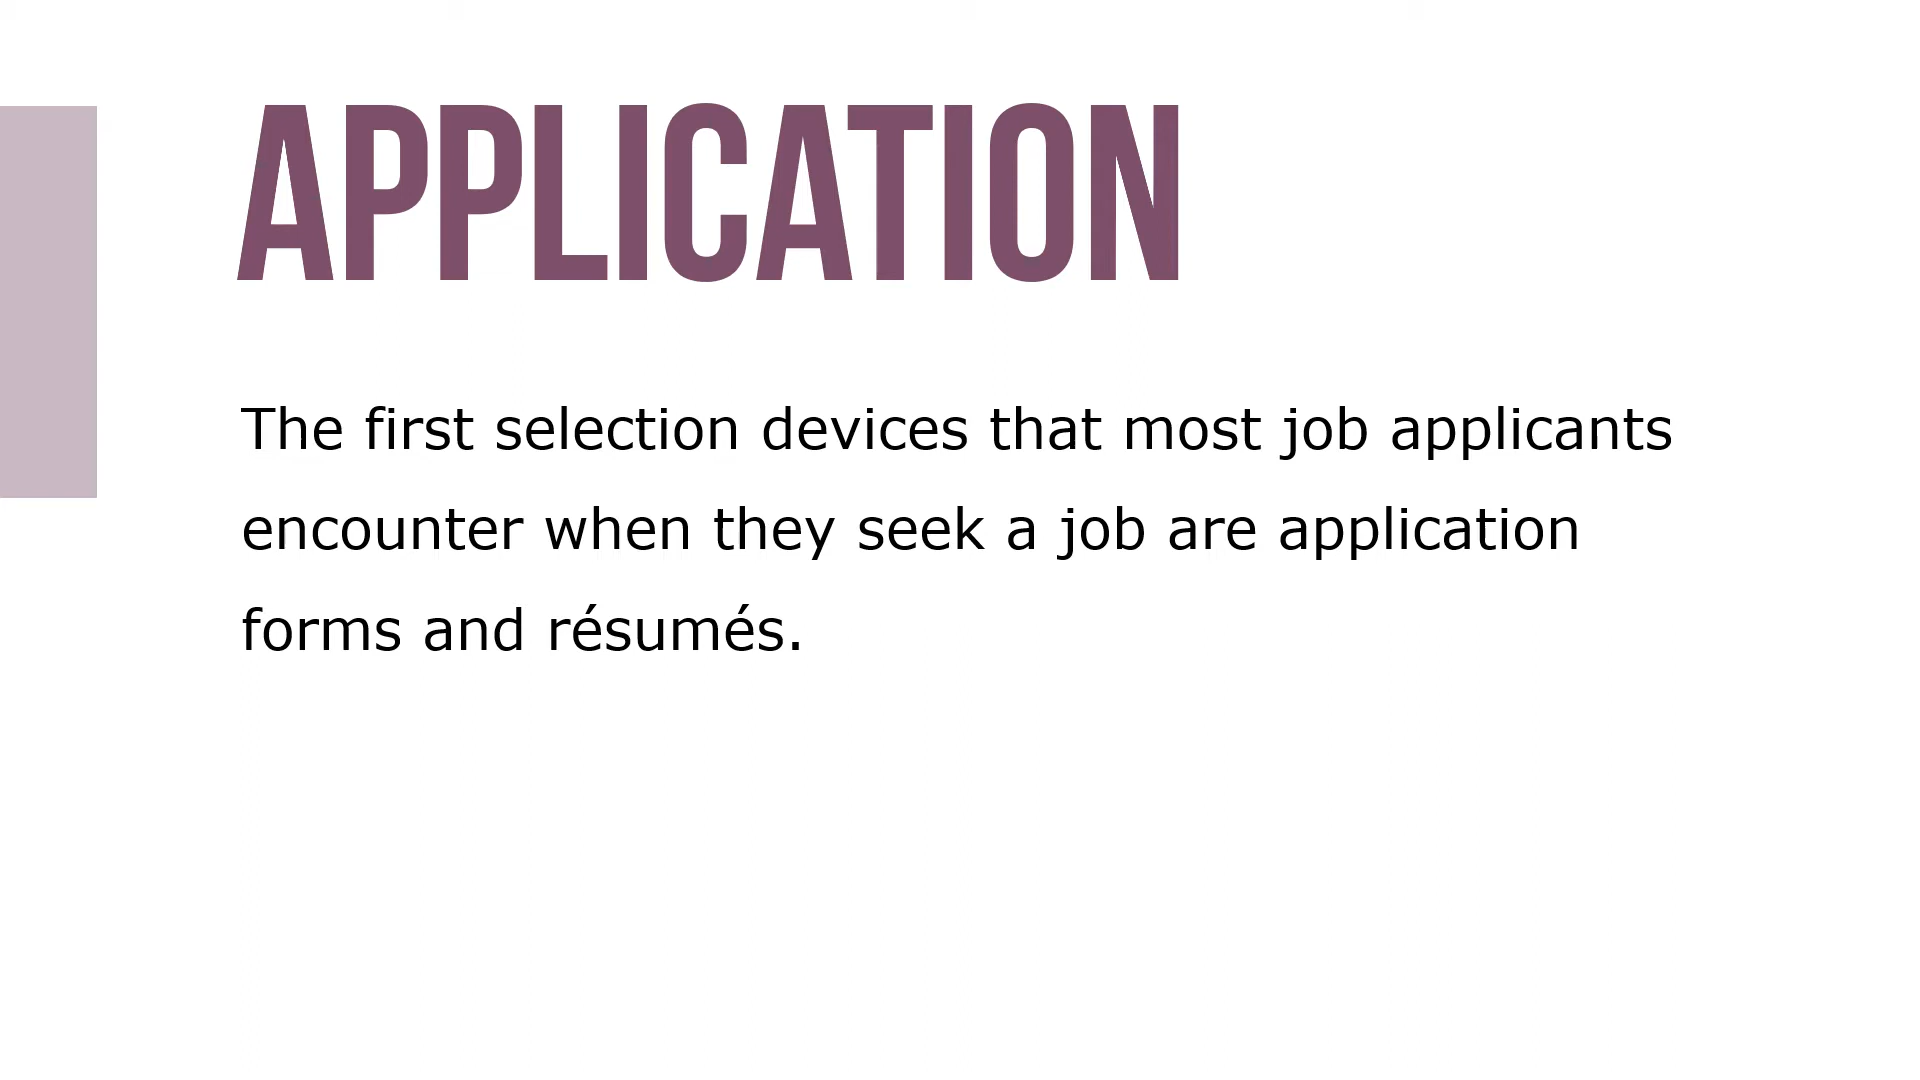 APPLICATION
The first selection devices that most job applicants
encounter when they seek a job are application
forms and résumés.